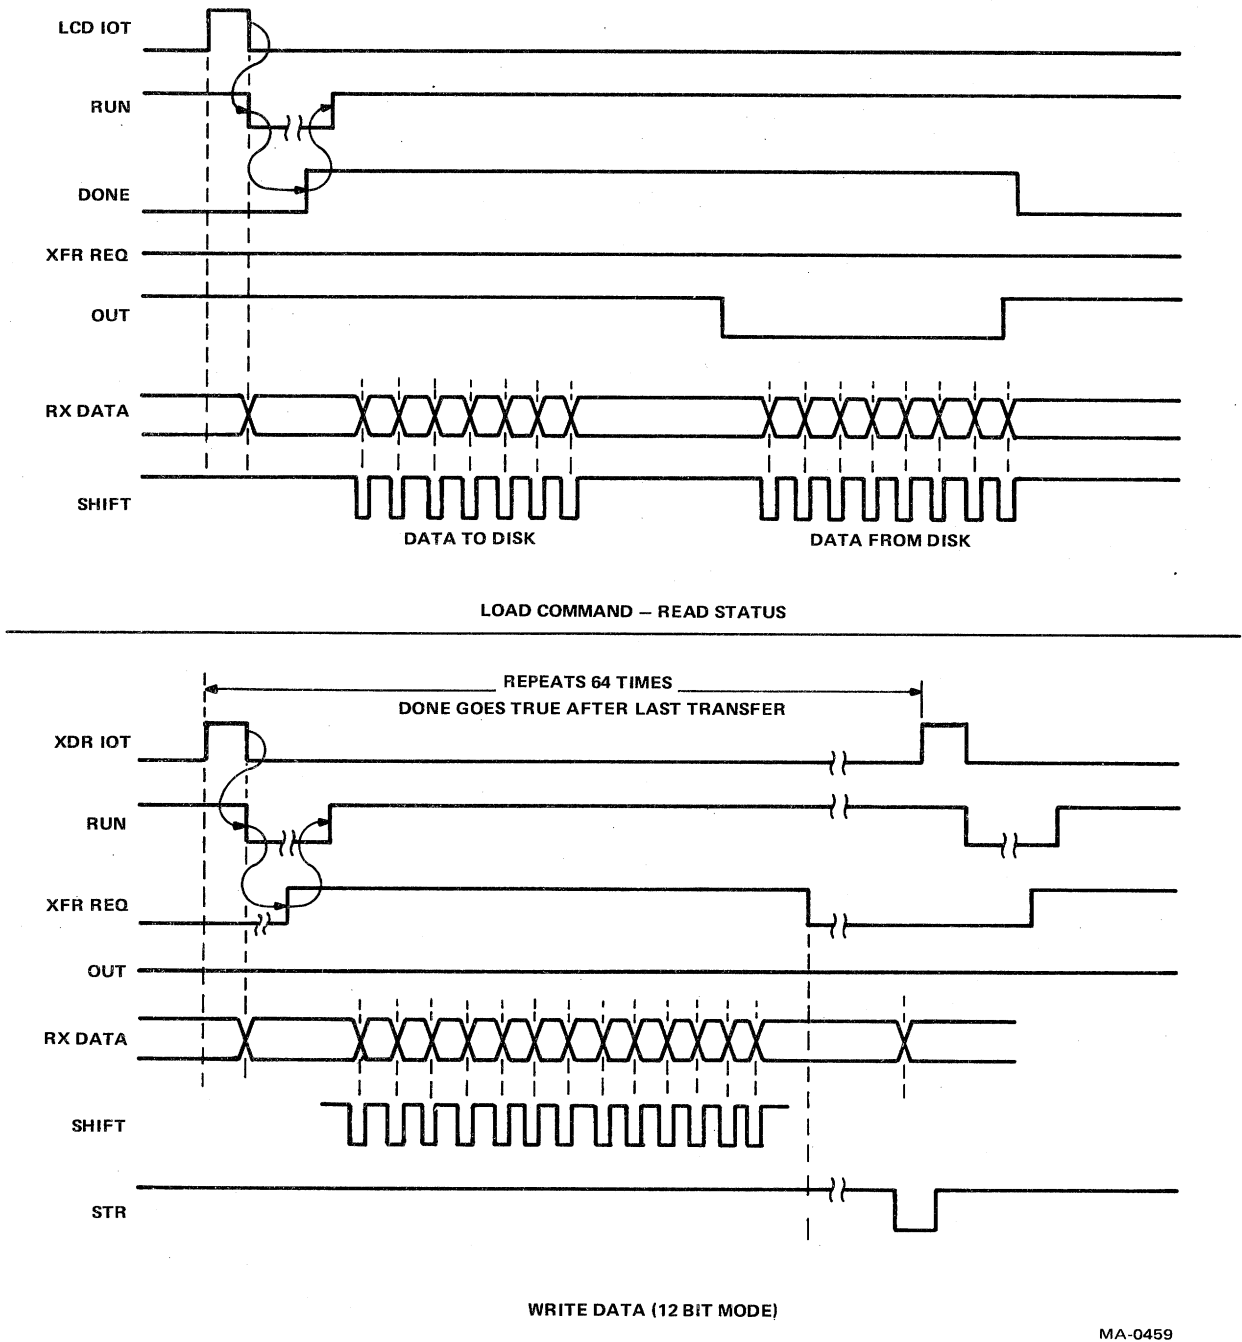 LCD IOT
RUN
DONE
XFR REQ
OUT
RX DATA
SHIFT
DATA TO DISK
DATA FROM DISK
LOAD COMMAND – READ STATUS
REPEATS 64 TIMES
DONE GOES TRUE AFTER LAST TRANSFER
XDR IOT
RUN
XFR REQ
OUT
RX DATA
SHIFT
STR
WRITE DATA (12 BIT MODE)
MA-0459